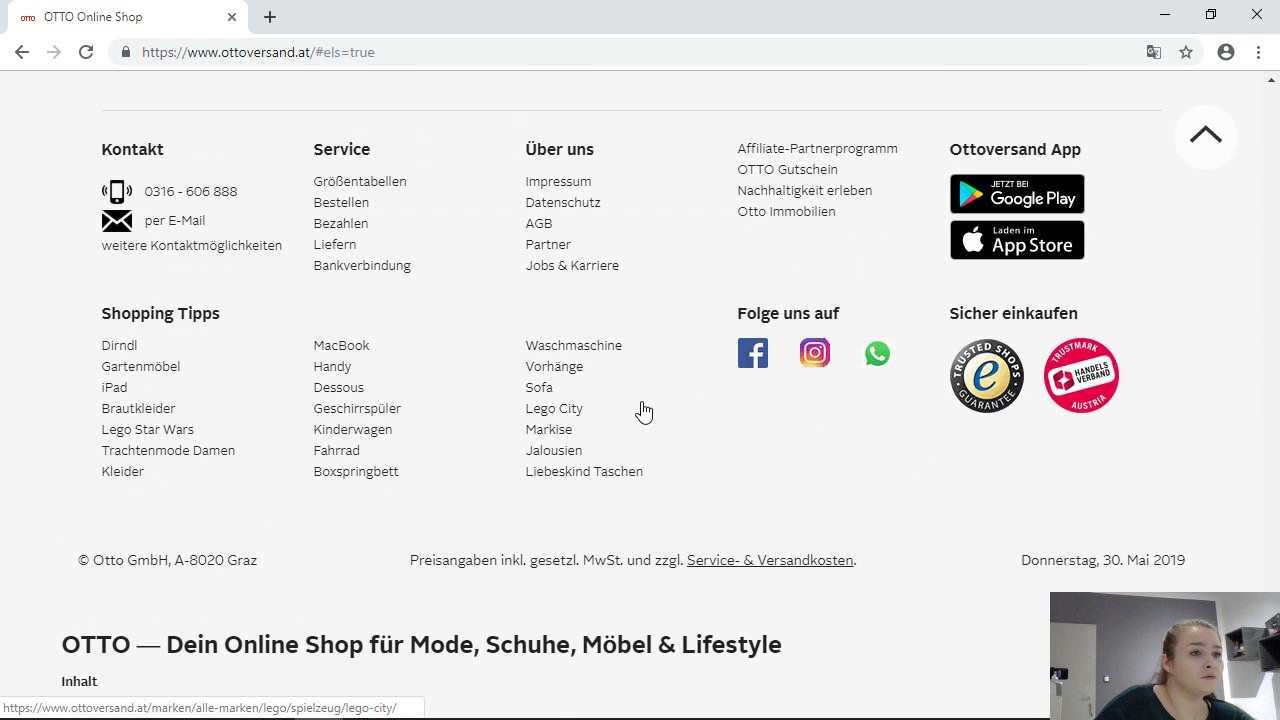 OTTO Online Shop
https://www.ottoversand.at/#els=true
Kontakt
0316 - 606 888
per E-Mail
weitere Kontaktmöglichkeiten
Service
Größentabellen
Bestellen
Bezahlen
Liefern
Bankverbindung
Über uns
Impressum
Datenschutz
AGB
Partner
Jobs & Karriere
Affiliate-Partnerprogramm
OTTO Gutschein
Nachhaltigkeit erleben
Otto Immobilien
Ottoversand App
JETZT BEI
Google Play
Laden im
App Store
Shopping Tipps
Dirndl
Gartenmöbel
iPad
Brautkleider
Lego Star Wars
Trachtenmode Damen
Kleider
MacBook
Handy
Dessous
Geschirrspüler
Kinderwagen
Fahrrad
Boxspringbett
Waschmaschine
Vorhänge
Sofa
Lego City
Markise
Jalousien
Liebeskind Taschen
Folge uns auf
Sicher einkaufen
TRUSTED SHOPS
e
GUARANTEE
TRUSTMARK
HANDELS
VERBAND
AUSTRIA
© Otto GmbH, A-8020 Graz
Preisangaben inkl. gesetzl. MwSt. und zzgl. Service- & Versandkosten.
Donnerstag, 30. Mai 2019
OTTO — Dein Online Shop für Mode, Schuhe, Möbel & Lifestyle
Inhalt
https://www.ottoversand.at/marken/alle-marken/lego/spielzeug/lego-city/